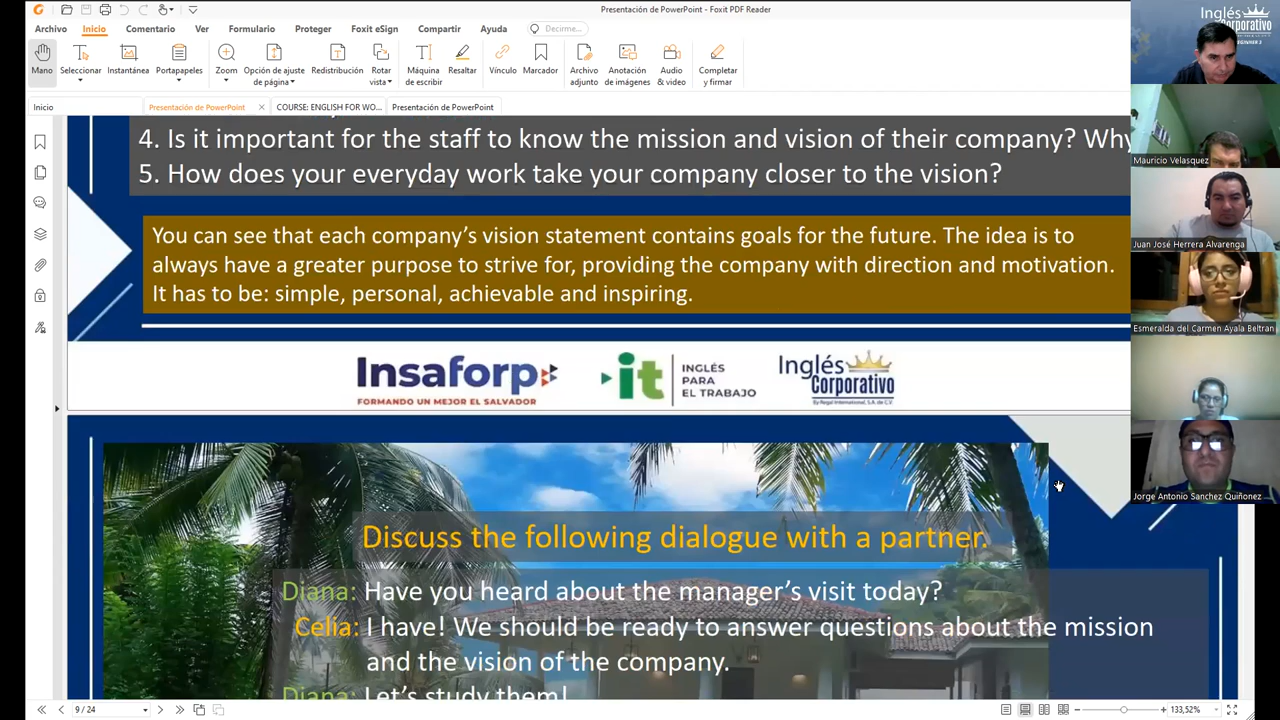 Presentación de PowerPoint - Foxit PDF Reader
Archivo Inicio Comentario Ver Formulario Proteger Foxit eSign Compartir Ayuda Decirme...
Mano Seleccionar Instantánea Portapapeles Zoom Opción de ajuste de página Redistribución Rotar vista Máquina de escribir Resaltar Vínculo Marcador Archivo adjunto Anotación de imágenes Audio & video Completar y firmar
Inicio Presentación de PowerPoint COURSE: ENGLISH FOR WO... Presentación de PowerPoint
4. Is it important for the staff to know the mission and vision of their company? Why
5. How does your everyday work take your company closer to the vision?
You can see that each company's vision statement contains goals for the future. The idea is to
always have a greater purpose to strive for, providing the company with direction and motivation.
It has to be: simple, personal, achievable and inspiring.
Insaforp
FORMANDO UN MEJOR EL SALVADOR
it
INGLÉS
PARA
EL TRABAJO
Inglés
Corporativo
By Regal International, S.A. de C.V.
Discuss the following dialogue with a partner.
Diana: Have you heard about the manager's visit today?
Celia: I have! We should be ready to answer questions about the mission
and the vision of the company.
Diana: Let's study them!
9 / 24
133,52%
Inglés
Corporativo
BEGINNER 2
Mauricio Velasquez
Juan José Herrera Alvarenga
Esmeralda del Carmen Ayala Beltran
Jorge Antonio Sanchez Quiñonez